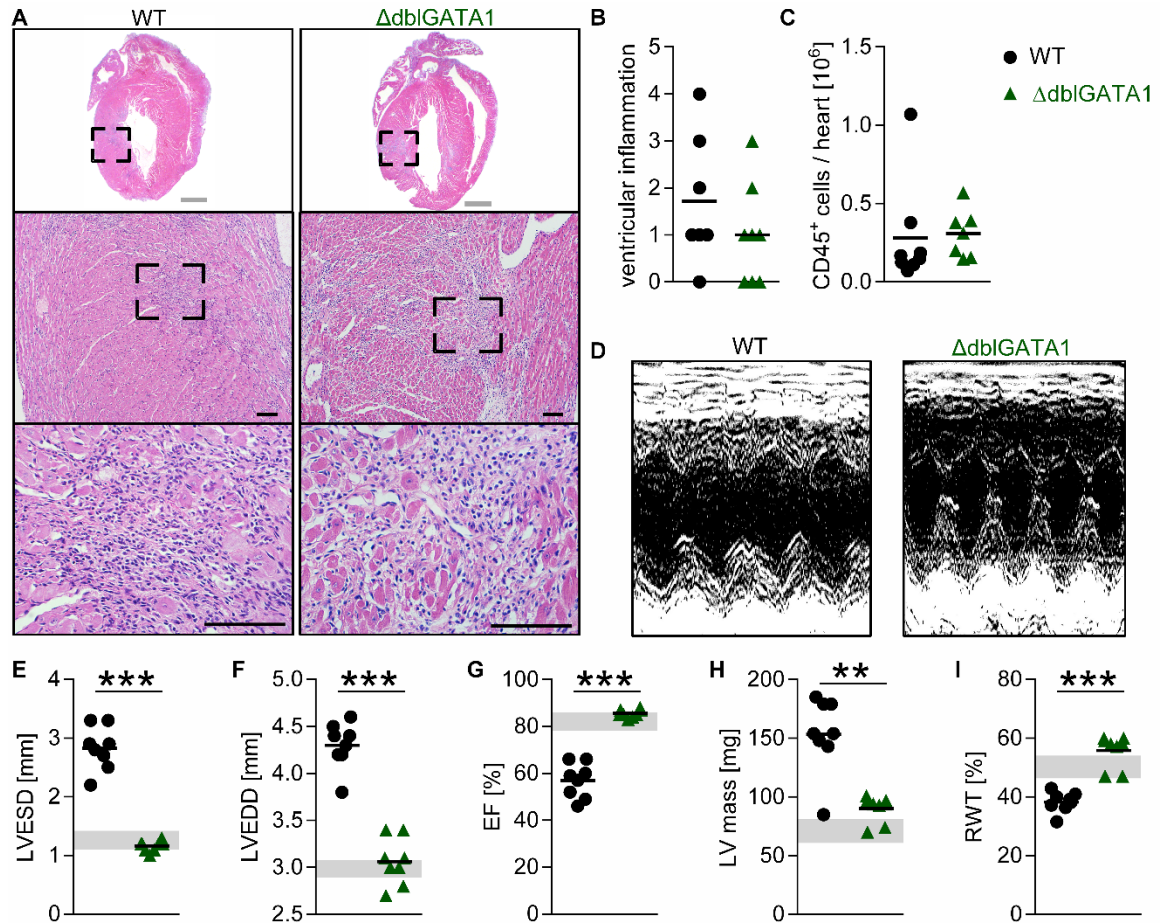 A
WT
ΔdblGATA1
B
ventricular inflammation
5
4
3
2
1
0
C
CD45⁺ cells / heart [10⁶]
1.5
1.0
0.5
0.0
WT
ΔdblGATA1
D
WT
ΔdblGATA1
E
LVESD [mm]
4
3
2
1
0
***
F
LVEDD [mm]
5.0
4.5
4.0
3.5
3.0
2.5
***
G
EF [%]
100
80
60
40
20
0
***
H
LV mass [mg]
200
150
100
50
0
**
I
RWT [%]
80
60
40
20
0
***